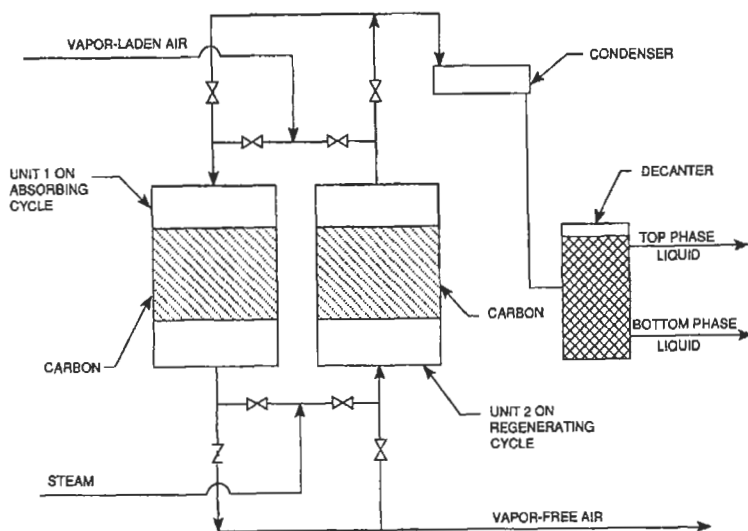 VAPOR-LADEN AIR
CONDENSER
UNIT 1 ON
ABSORBING
CYCLE
DECANTER
TOP PHASE
LIQUID
CARBON
BOTTOM PHASE
LIQUID
CARBON
UNIT 2 ON
REGENERATING
CYCLE
STEAM
VAPOR-FREE AIR